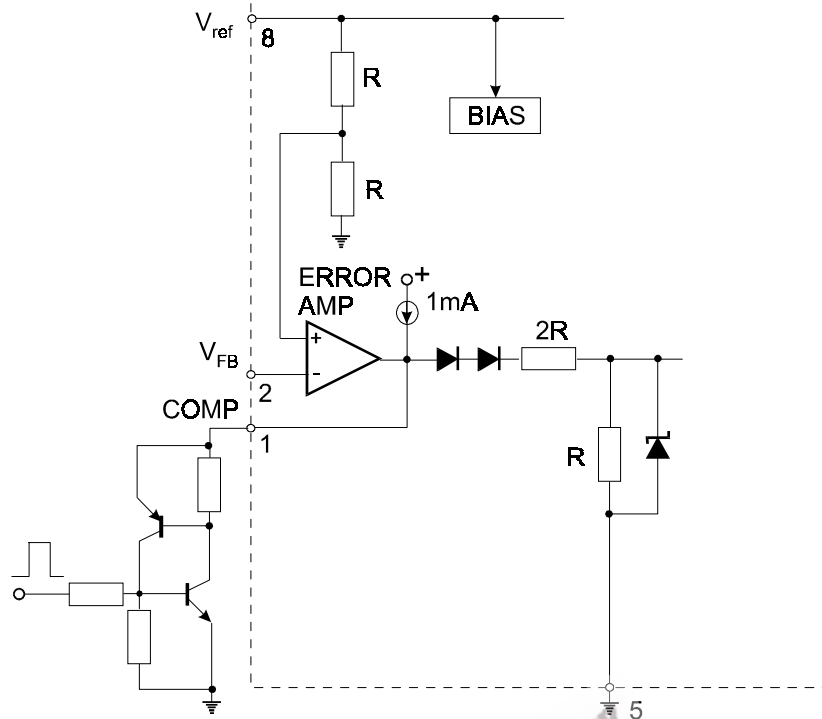 Vref
8
R
BIAS
R
ERROR
AMP
+
1mA
+
-
2R
VFB
2
COMP
1
R
5